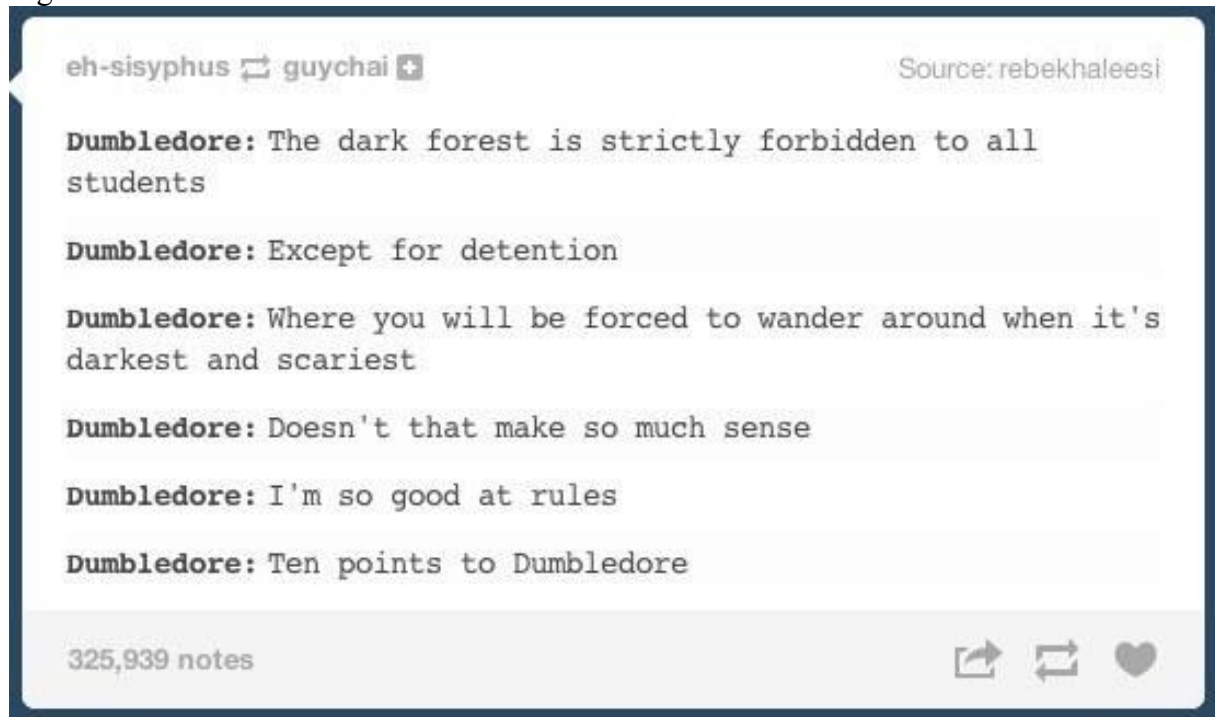 eh-sisyphus guychai
Source: rebekhaleesi
Dumbledore: The dark forest is strictly forbidden to all
students
Dumbledore: Except for detention
Dumbledore: Where you will be forced to wander around when it's
darkest and scariest
Dumbledore: Doesn't that make so much sense
Dumbledore: I'm so good at rules
Dumbledore: Ten points to Dumbledore
325,939 notes